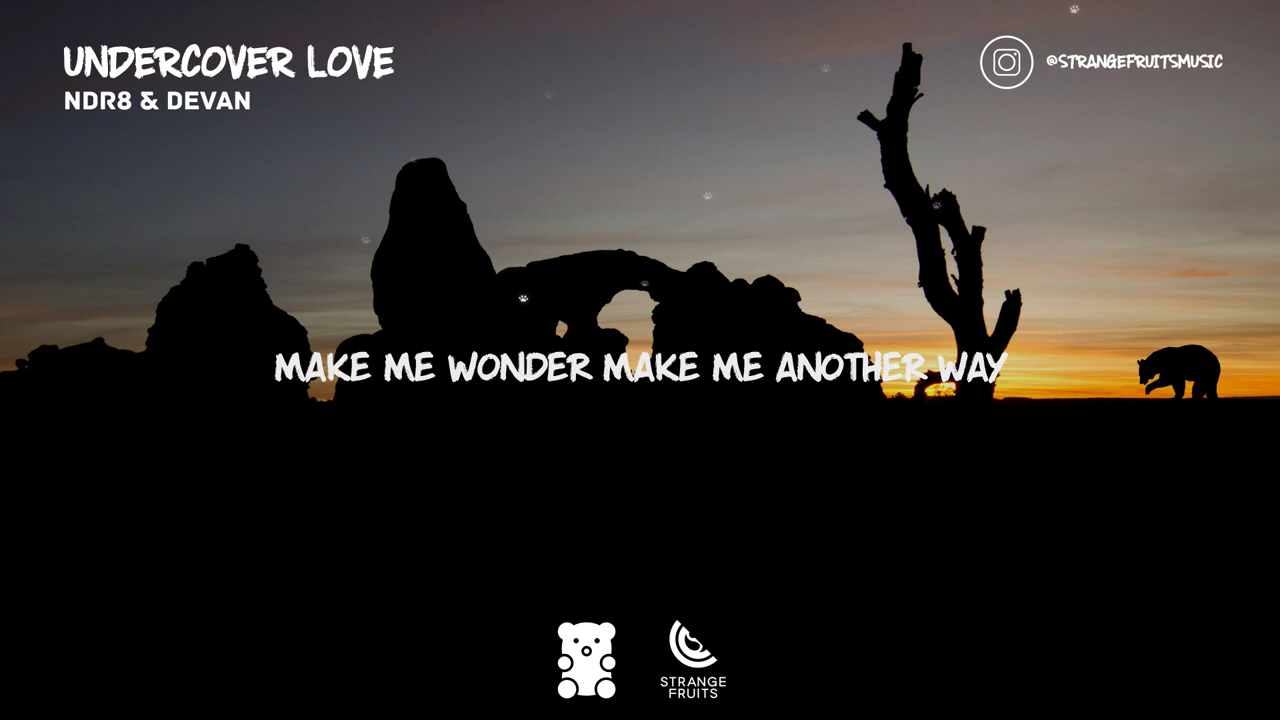 UNDERCOVER LOVE
NDR8 & DEVAN
@STRANGEFRUITSMUSIC
MAKE ME WONDER MAKE ME ANOTHER WAY
STRANGE
FRUITS